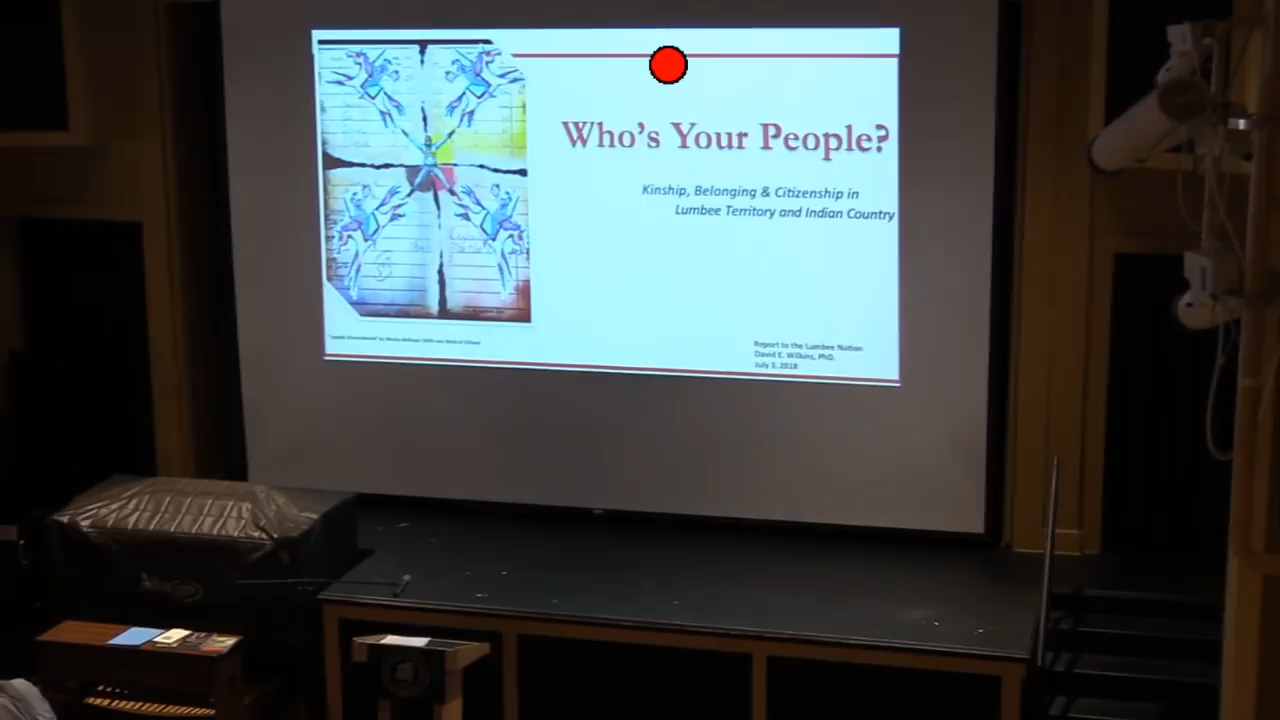 Who's Your People?
Kinship, Belonging & Citizenship in
Lumbee Territory and Indian Country
Report to the Lumbee Nation
David E. Wilkins, PhD.
July 3, 2018